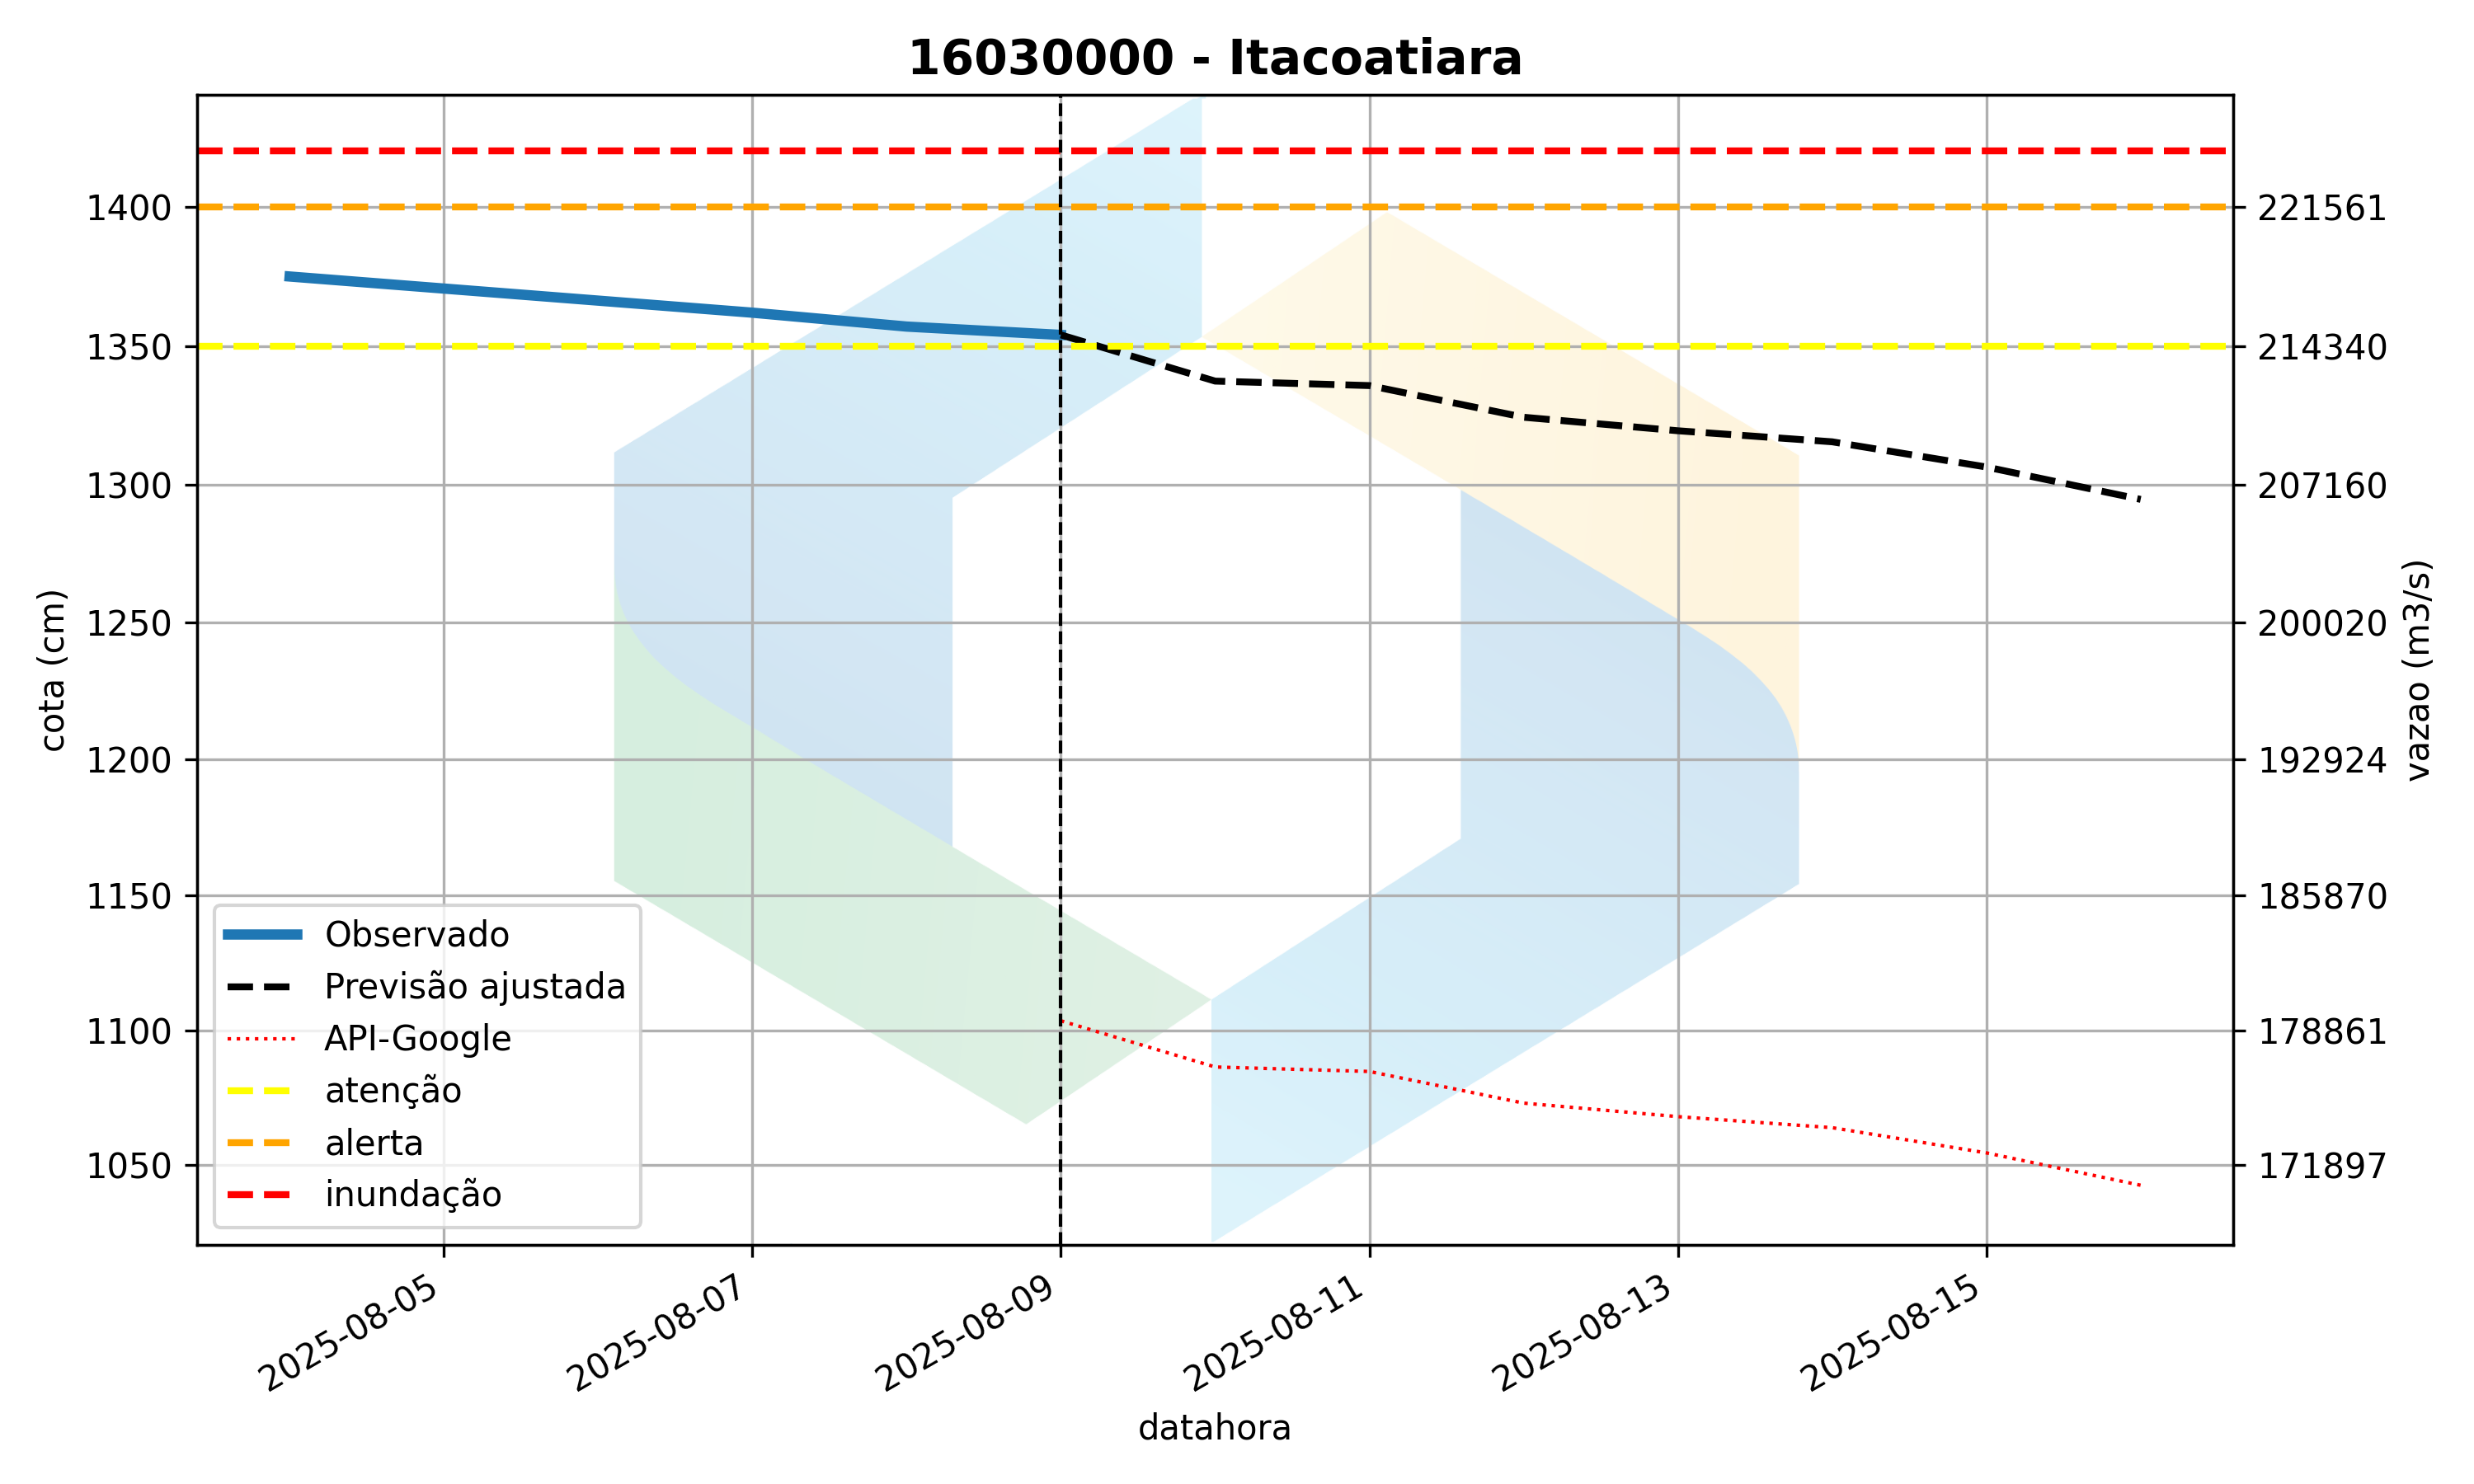 16030000 - Itacoatiara
1400
1350
1300
1250
1200
1150
1100
1050
cota (cm)
221561
214340
207160
200020
192924
185870
178861
171897
vazao (m3/s)
Observado
Previsão ajustada
API-Google
atenção
alerta
inundação
2025-08-05
2025-08-07
2025-08-09
2025-08-11
2025-08-13
2025-08-15
datahora